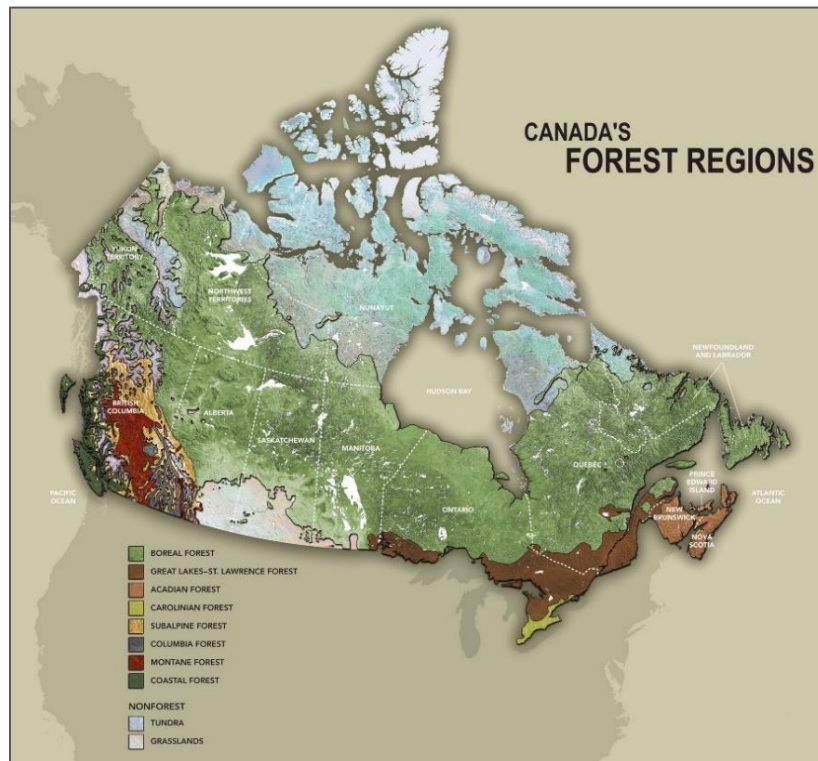 CANADA'S
FOREST REGIONS
YUKON
TERRITORY
NORTHWEST
TERRITORIES
NUNAVUT
NEWFOUNDLAND
AND LABRADOR
HUDSON BAY
BRITISH
COLUMBIA
ALBERTA
SASKATCHEWAN
MANITOBA
QUEBEC
PRINCE
EDWARD
ISLAND
PACIFIC
OCEAN
ATLANTIC
OCEAN
ONTARIO
NEW
BRUNSWICK
NOVA
SCOTIA
BOREAL FOREST
GREAT LAKES–ST. LAWRENCE FOREST
ACADIAN FOREST
CAROLINIAN FOREST
SUBALPINE FOREST
COLUMBIA FOREST
MONTANE FOREST
COASTAL FOREST
NONFOREST
TUNDRA
GRASSLANDS